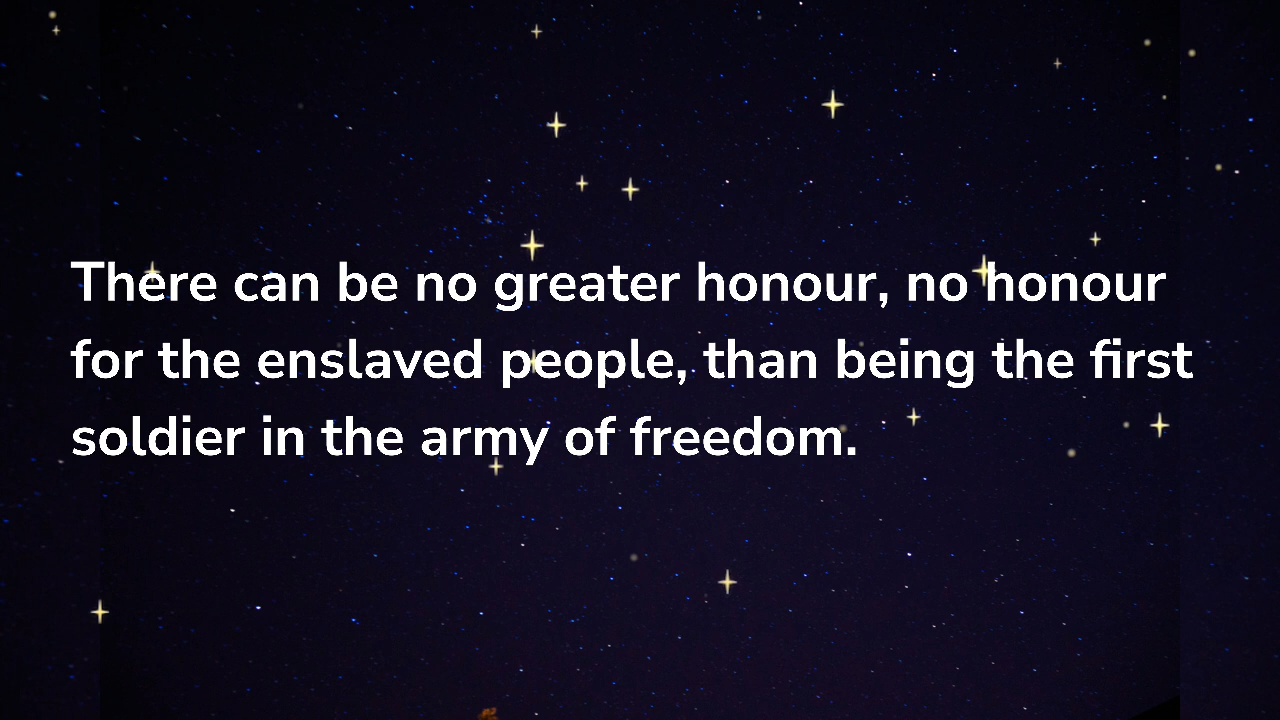 There can be no greater honour, no honour
for the enslaved people, than being the first
soldier in the army of freedom.